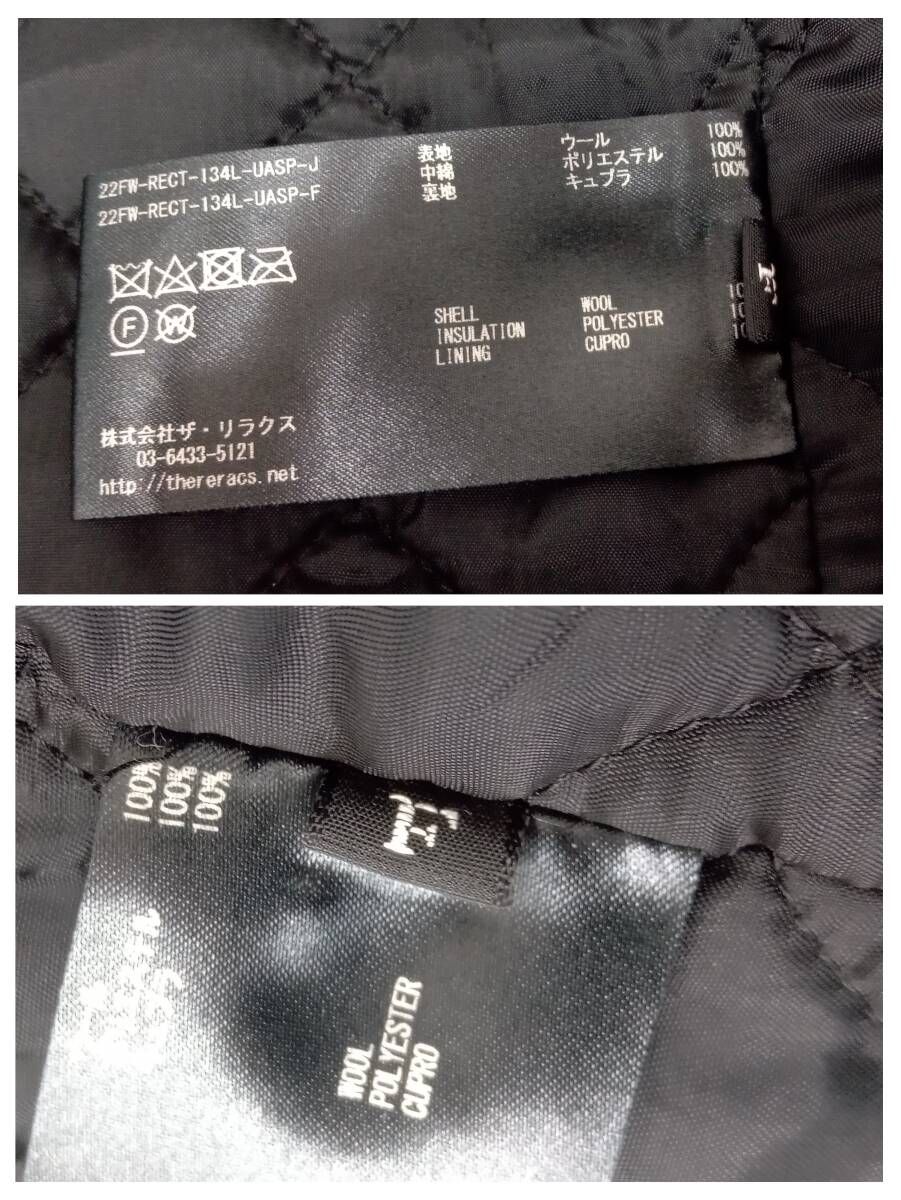 22FW-RECT-134L-UASP-J
22FW-RECT-134L-UASP-F
表地 ウール 100%
中綿 ポリエステル 100%
裏地 キュプラ 100%
F
W
SHELL WOOL
INSULATION POLYESTER
LINING CUPRO
株式会社ザ・リラクス
03-6433-5121
http://thereracs.net
100%
100%
100%
WOOL
POLYESTER
CUPRO